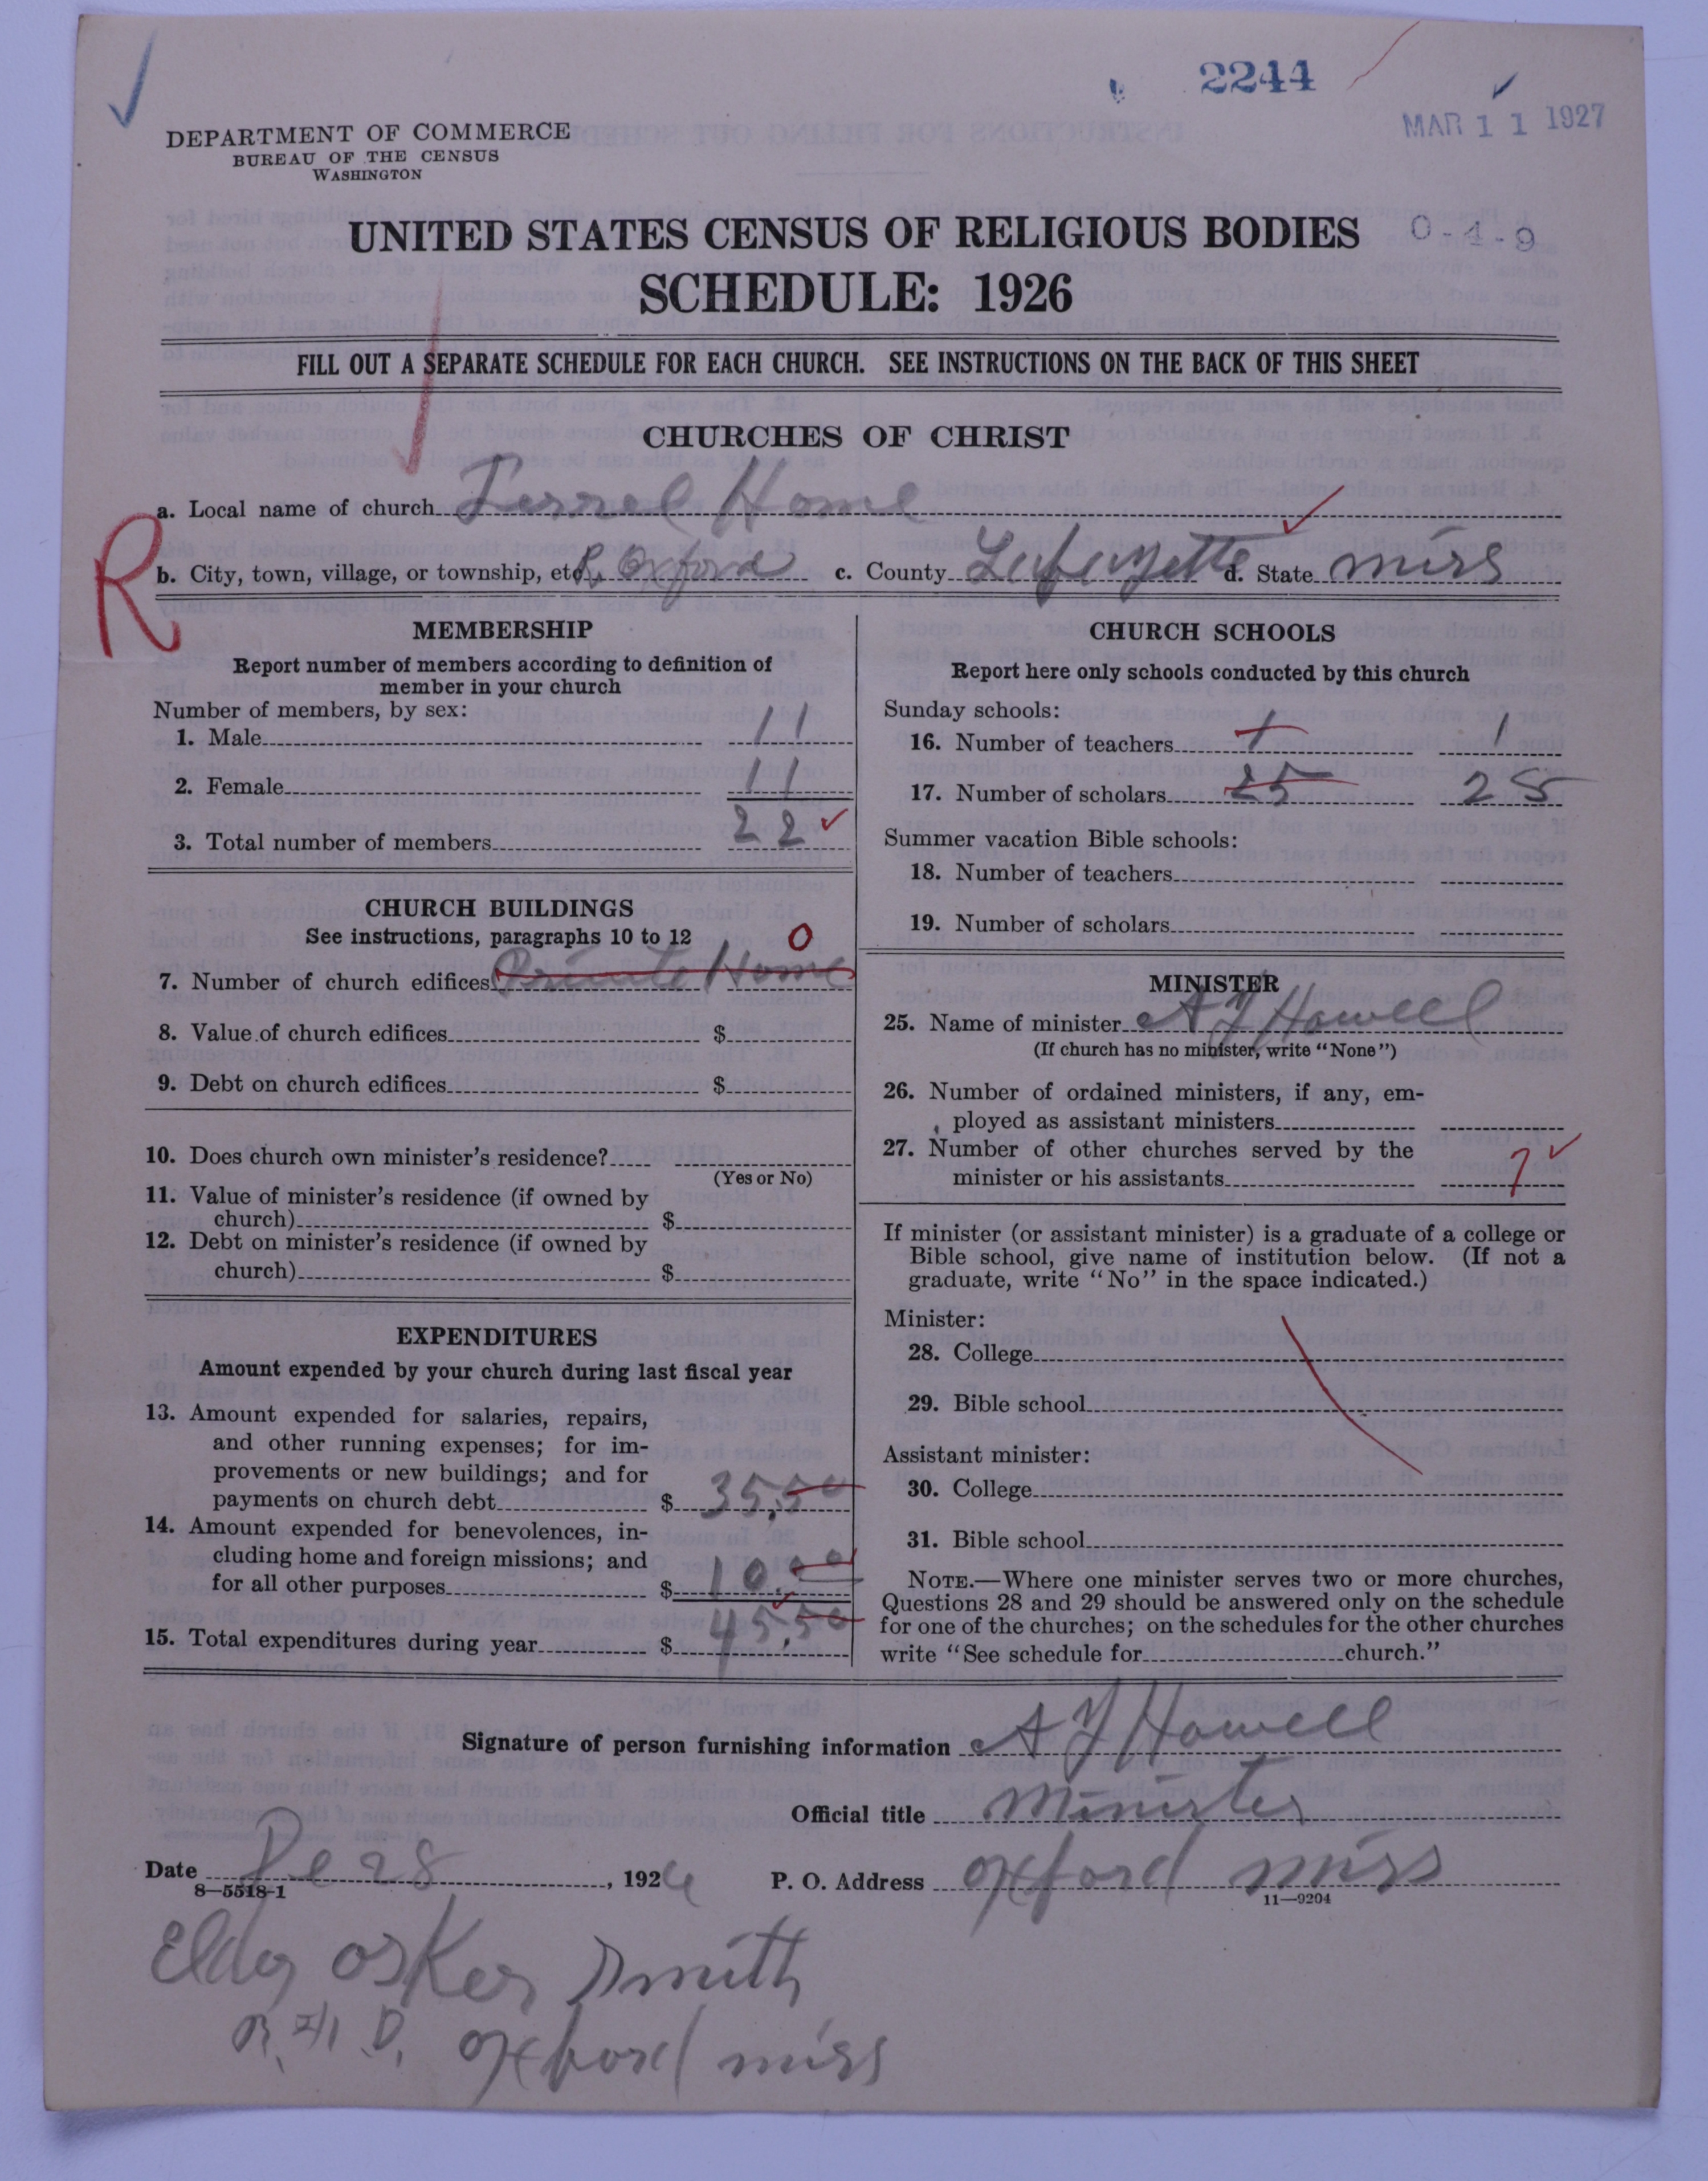 2244
MAR 11 1927
DEPARTMENT OF COMMERCE
BUREAU OF THE CENSUS
WASHINGTON
UNITED STATES CENSUS OF RELIGIOUS BODIES 0-4-9
SCHEDULE: 1926
FILL OUT A SEPARATE SCHEDULE FOR EACH CHURCH. SEE INSTRUCTIONS ON THE BACK OF THIS SHEET
CHURCHES OF CHRIST
a. Local name of church Terrel Home
R
b. City, town, village, or township, etc. R. Oxford c. County Lafayette d. State miss
MEMBERSHIP
Report number of members according to definition of
member in your church
Number of members, by sex:
1. Male 11
2. Female 11
3. Total number of members 22
CHURCH BUILDINGS
See instructions, paragraphs 10 to 12 0
7. Number of church edifices Private Home
8. Value of church edifices $
9. Debt on church edifices $
10. Does church own minister's residence?
(Yes or No)
11. Value of minister's residence (if owned by
church) $
12. Debt on minister's residence (if owned by
church) $
EXPENDITURES
Amount expended by your church during last fiscal year
13. Amount expended for salaries, repairs,
and other running expenses; for im-
provements or new buildings; and for
payments on church debt $ 35.50
14. Amount expended for benevolences, in-
cluding home and foreign missions; and
for all other purposes $ 10.00
15. Total expenditures during year $ 45.50
CHURCH SCHOOLS
Report here only schools conducted by this church
Sunday schools:
16. Number of teachers 1 1
17. Number of scholars 25 25
Summer vacation Bible schools:
18. Number of teachers
19. Number of scholars
MINISTER
25. Name of minister A Y Howell
(If church has no minister, write "None")
26. Number of ordained ministers, if any, em-
ployed as assistant ministers
27. Number of other churches served by the
minister or his assistants 7
If minister (or assistant minister) is a graduate of a college or
Bible school, give name of institution below. (If not a
graduate, write "No" in the space indicated.)
Minister:
28. College
29. Bible school
Assistant minister:
30. College
31. Bible school
NOTE.—Where one minister serves two or more churches,
Questions 28 and 29 should be answered only on the schedule
for one of the churches; on the schedules for the other churches
write "See schedule for church."
Signature of person furnishing information A Y Howell
Official title Minister
Date De 28, 1926 P. O. Address Oxford miss
8—5518-1 11—9204
Elder Osker Smith
R.#1 D. Oxford miss